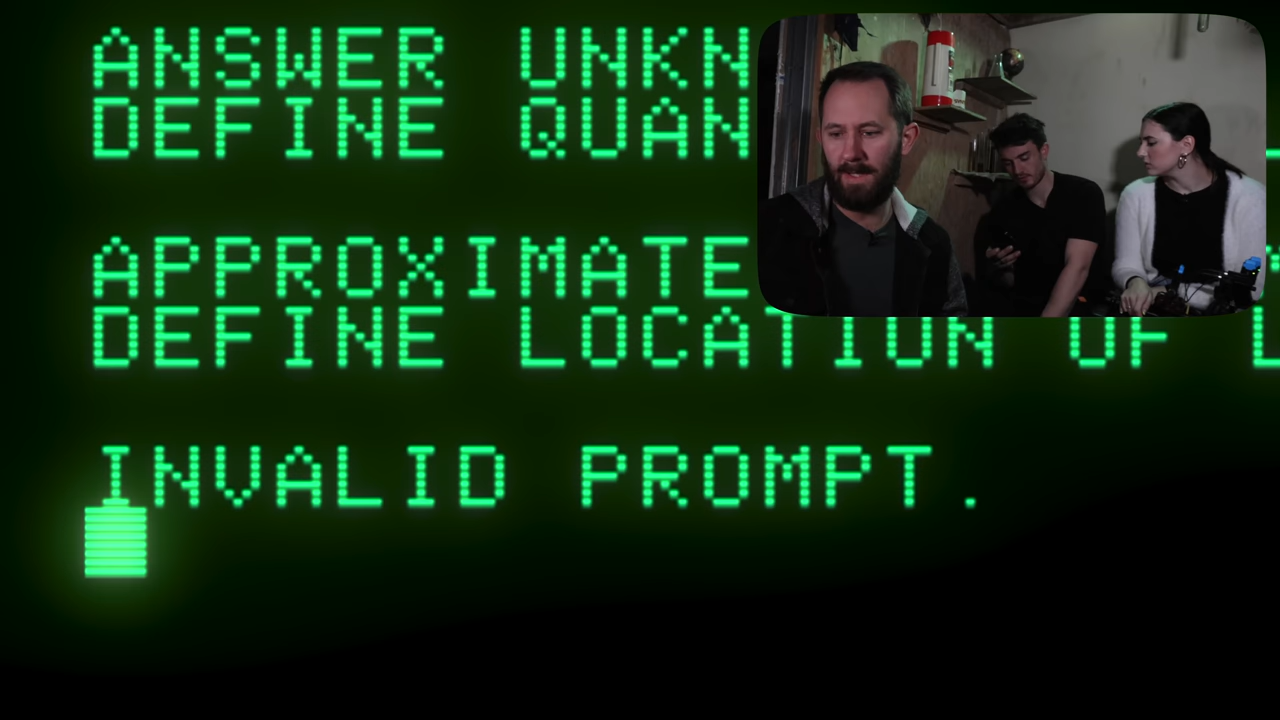 ANSWER UNKN
DEFINE QUAN
APPROXIMATE
DEFINE LOCATION OF L
INVALID PROMPT.